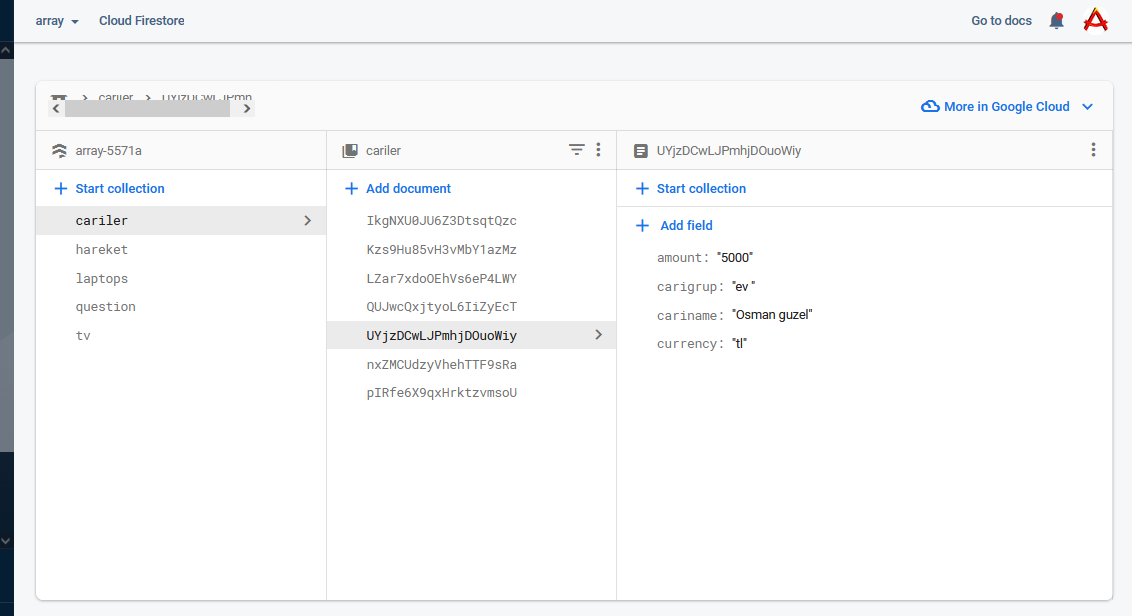 array Cloud Firestore Go to docs
cariler
More in Google Cloud
array-5571a
Start collection
cariler
hareket
laptops
question
tv
cariler
Add document
IkgNXU0JU6Z3DtsqtQzc
Kzs9Hu85vH3vMbY1azMz
LZar7xdoOEhVs6eP4LWY
QUJwcQxjtyoL6IiZyEcT
UYjzDCwLJPmhjDOuoWiy
nxZMCUdzyVhehTTF9sRa
pIRfe6X9qxHrktzvmsoU
UYjzDCwLJPmhjDOuoWiy
Start collection
Add field
amount: "5000"
carigrup: "ev "
cariname: "Osman guzel"
currency: "tl"